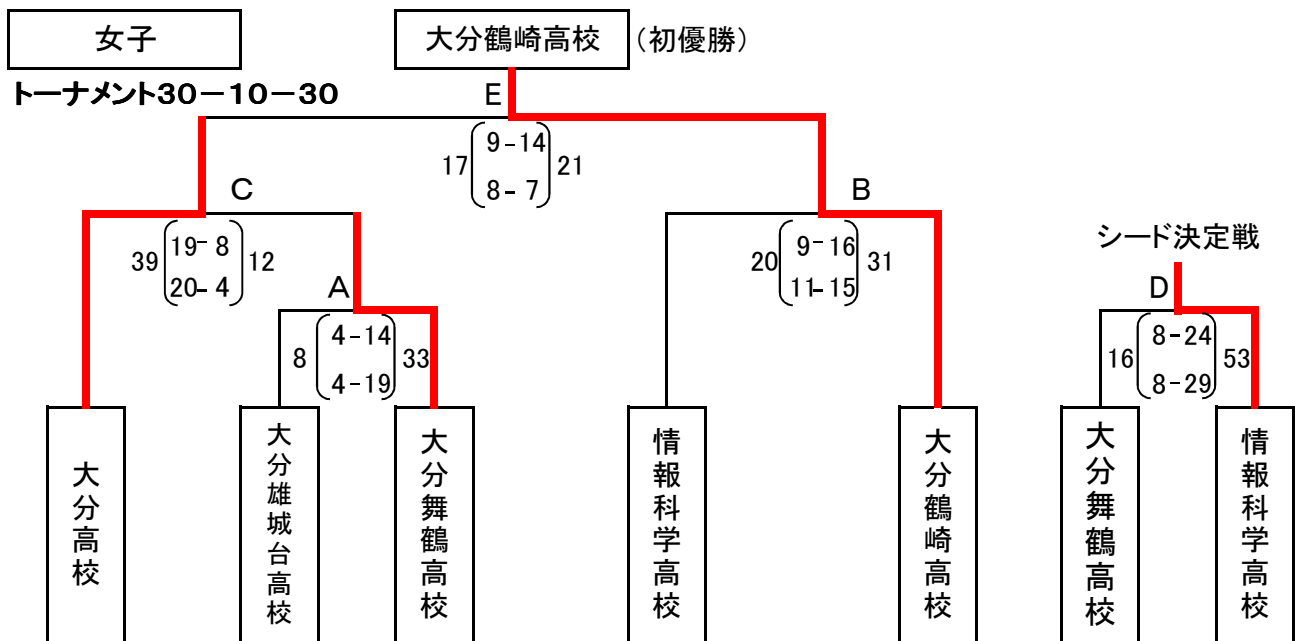 女子
大分鶴崎高校
(初優勝)
トーナメント30－10－30
E
17
9-14
8-7
21
C
B
39
19-8
20-4
12
20
9-16
11-15
31
シード決定戦
A
D
8
4-14
4-19
33
16
8-24
8-29
53
大分高校
大分雄城台高校
大分舞鶴高校
情報科学高校
大分鶴崎高校
大分舞鶴高校
情報科学高校